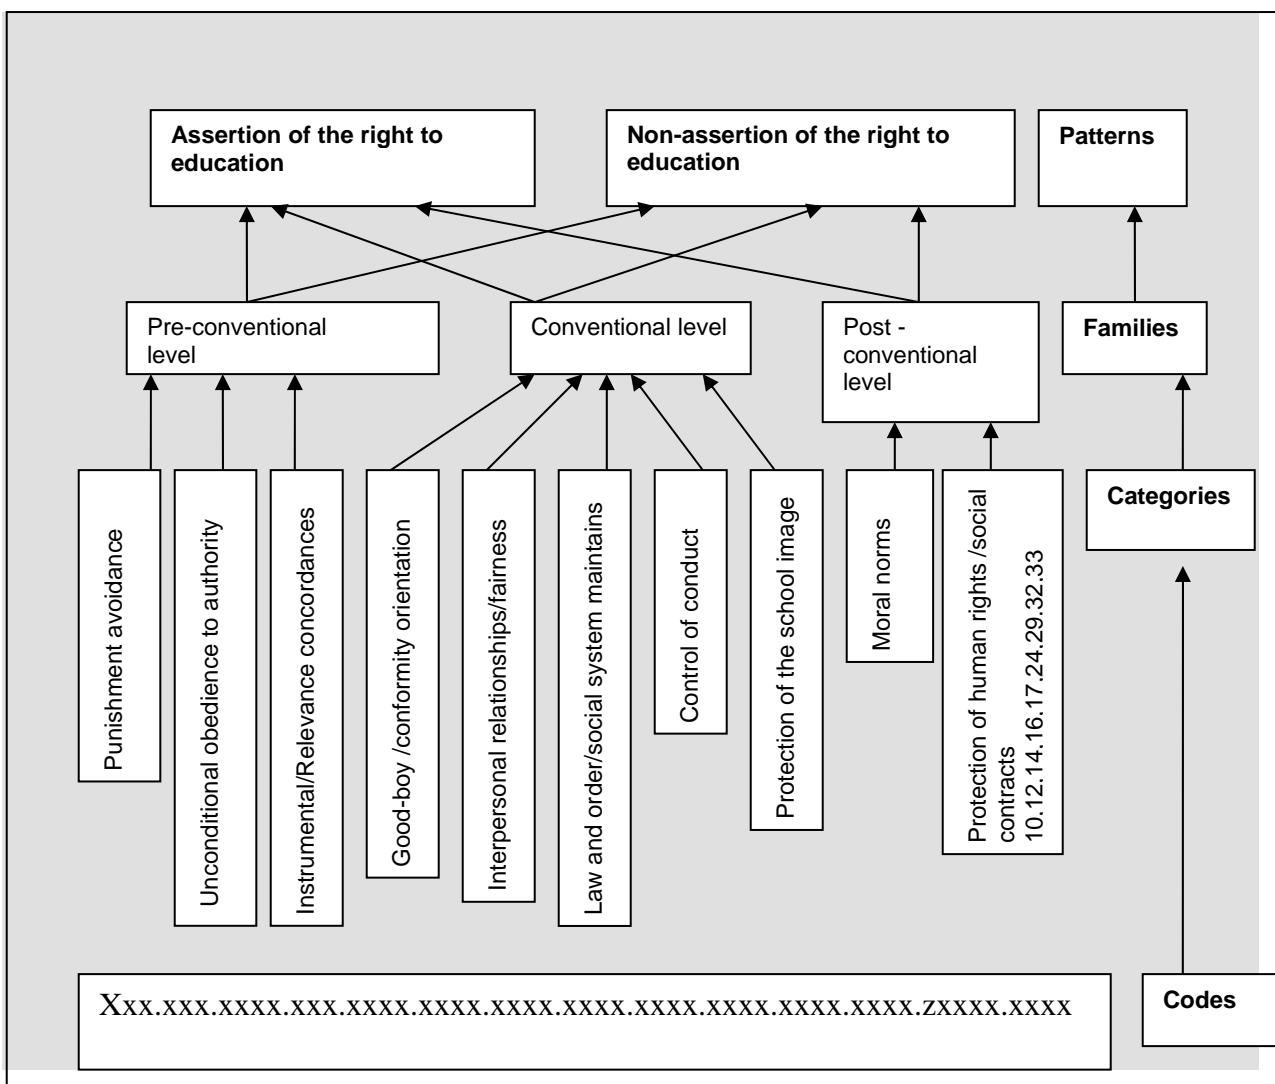 Assertion of the right to
education
Non-assertion of the right to
education
Patterns
Pre-conventional
level
Conventional level
Post -
conventional
level
Families
Punishment avoidance
Unconditional obedience to authority
Instrumental/Relevance concordances
Good-boy /conformity orientation
Interpersonal relationships/fairness
Law and order/social system maintains
Control of conduct
Protection of the school image
Moral norms
Protection of human rights /social
contracts
10.12.14.16.17.24.29.32.33
Categories
Xxx.xxx.xxxx.xxx.xxxx.xxxx.xxxx.xxxx.xxxx.xxxx.xxxx.xxxx.zxxxx.xxxx
Codes